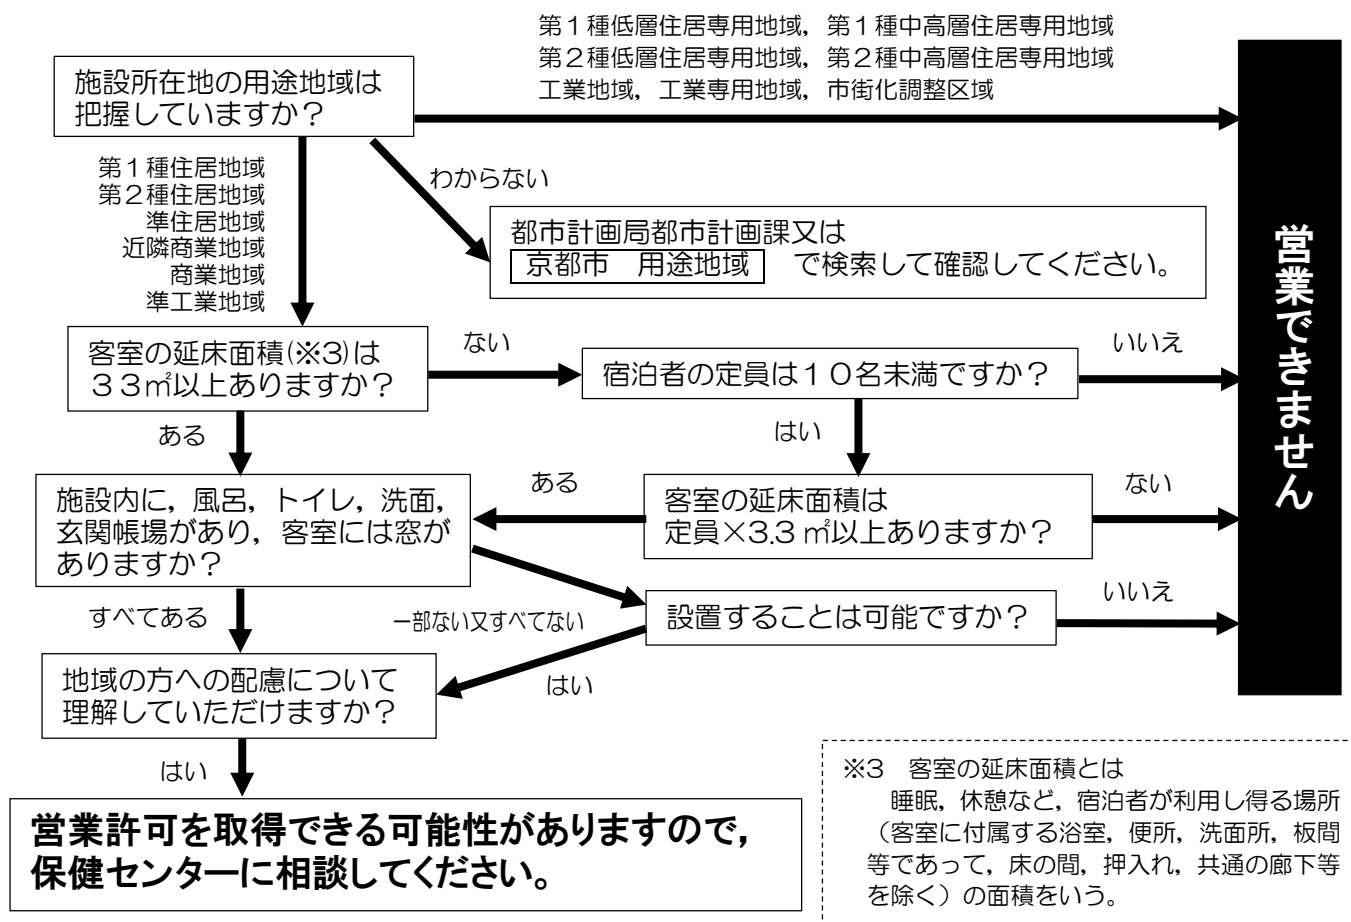 第１種低層住居専用地域，第１種中高層住居専用地域
第２種低層住居専用地域，第２種中高層住居専用地域
工業地域，工業専用地域，市街化調整区域
施設所在地の用途地域は
把握していますか？
第１種住居地域
第２種住居地域
準住居地域
近隣商業地域
商業地域
準工業地域
わからない
都市計画局都市計画課又は
京都市　用途地域　で検索して確認してください。
営業できません
客室の延床面積(※3)は
３３㎡以上ありますか？
ない
宿泊者の定員は１０名未満ですか？
いいえ
ある
はい
施設内に，風呂，トイレ，洗面，
玄関帳場があり，客室には窓が
ありますか？
ある
客室の延床面積は
定員×3.3 ㎡以上ありますか？
ない
すべてある
一部ない又すべてない
設置することは可能ですか？
いいえ
はい
地域の方への配慮について
理解していただけますか？
はい
営業許可を取得できる可能性がありますので，
保健センターに相談してください。
※3　客室の延床面積とは
睡眠，休憩など，宿泊者が利用し得る場所
（客室に付属する浴室，便所，洗面所，板間
等であって，床の間，押入れ，共通の廊下等
を除く）の面積をいう。